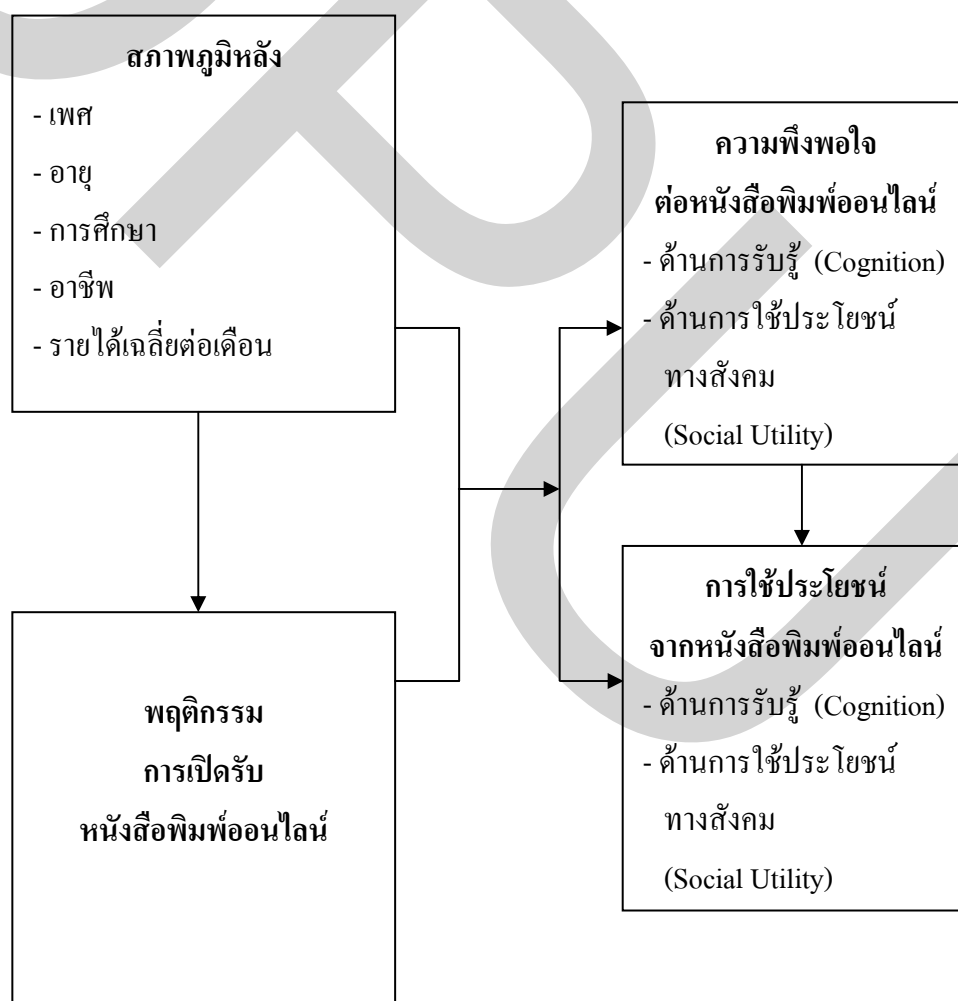 สภาพภูมิหลัง
- เพศ
- อายุ
- การศึกษา
- อาชีพ
- รายได้เฉลี่ยต่อเดือน
พฤติกรรม
การเปิดรับ
หนังสือพิมพ์ออนไลน์
ความพึงพอใจ
ต่อหนังสือพิมพ์ออนไลน์
- ด้านการรับรู้ (Cognition)
- ด้านการใช้ประโยชน์
ทางสังคม
(Social Utility)
การใช้ประโยชน์
จากหนังสือพิมพ์ออนไลน์
- ด้านการรับรู้ (Cognition)
- ด้านการใช้ประโยชน์
ทางสังคม
(Social Utility)